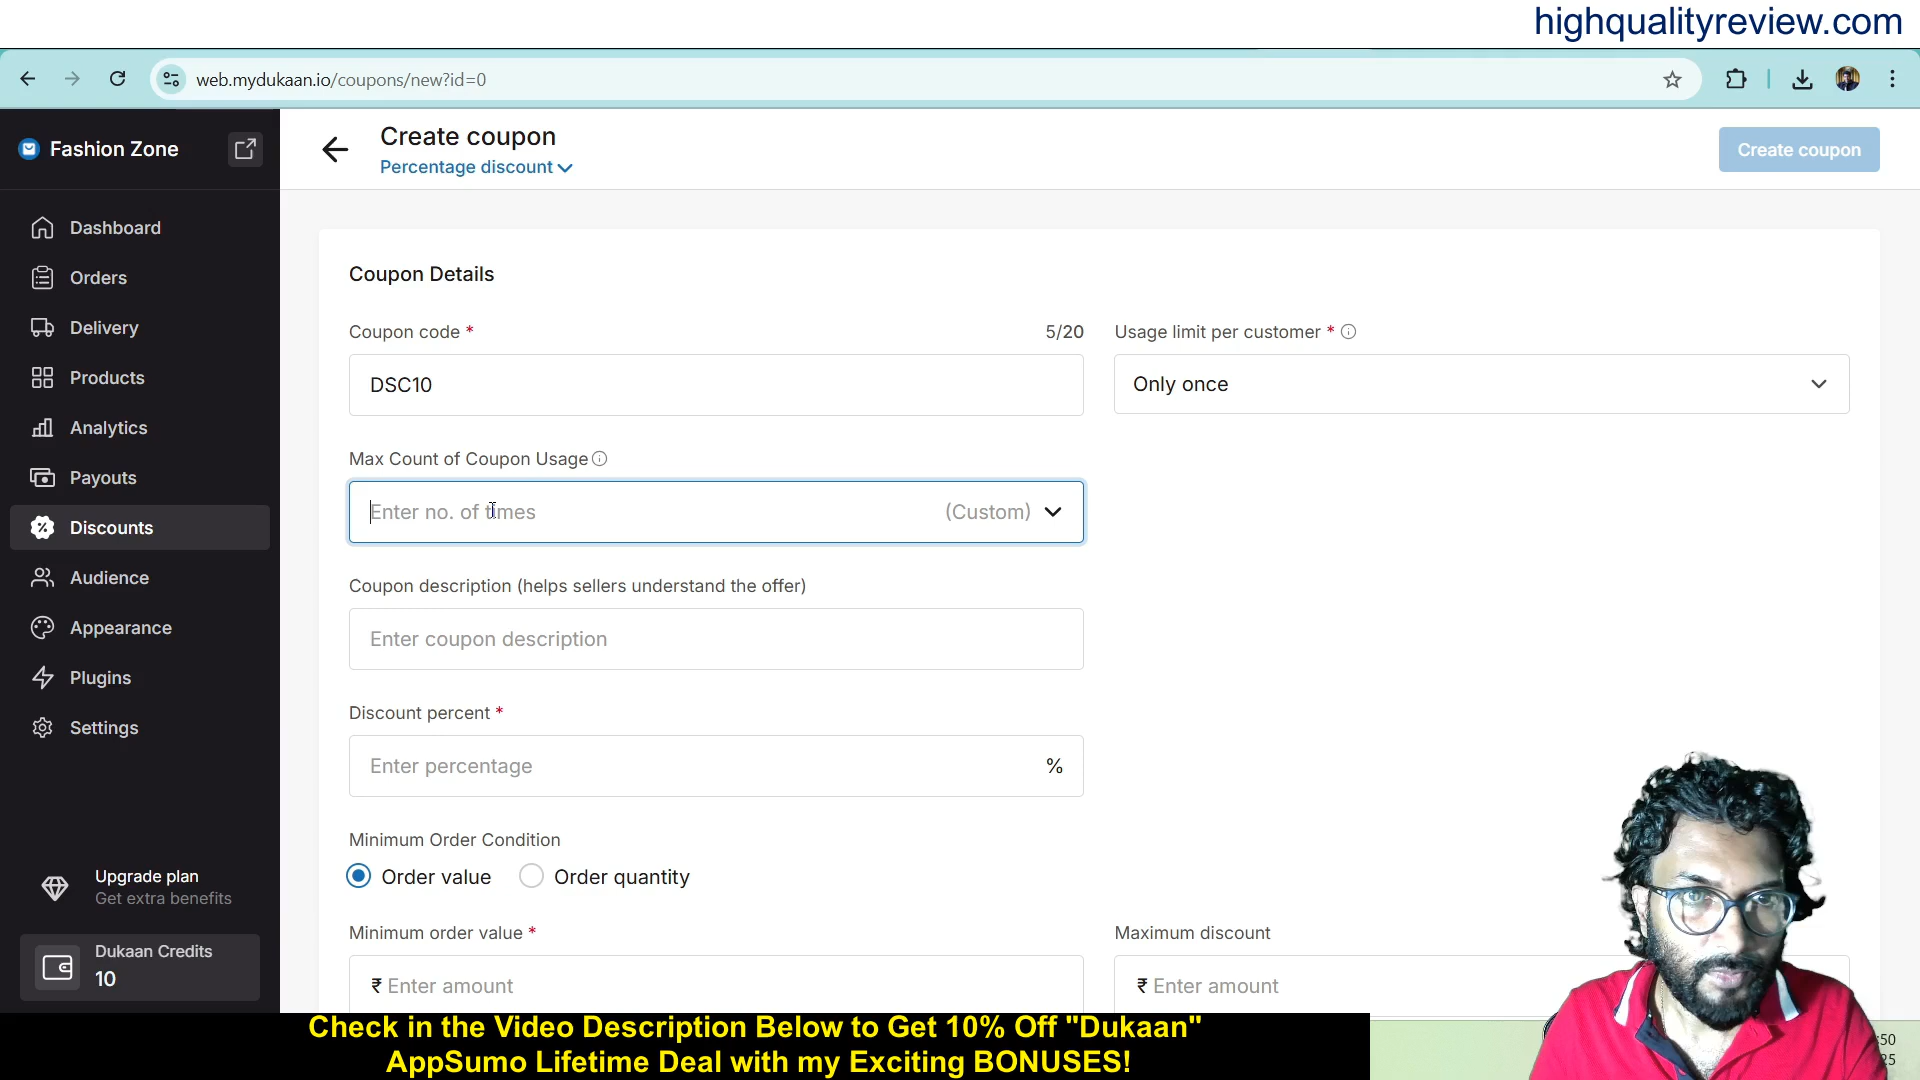 highqualityreview.com
web.mydukaan.io/coupons/new?id=0
Fashion Zone
Create coupon
Percentage discount
Create coupon
Dashboard
Orders
Delivery
Products
Analytics
Payouts
Discounts
Audience
Appearance
Plugins
Settings
Upgrade plan
Get extra benefits
Dukaan Credits
10
Coupon Details
Coupon code *
5/20
DSC10
Usage limit per customer *
Only once
Max Count of Coupon Usage
Enter no. of times
(Custom)
Coupon description (helps sellers understand the offer)
Enter coupon description
Discount percent *
Enter percentage
%
Minimum Order Condition
Order value
Order quantity
Minimum order value *
₹ Enter amount
Maximum discount
₹ Enter amount
Check in the Video Description Below to Get 10% Off "Dukaan"
AppSumo Lifetime Deal with my Exciting BONUSES!